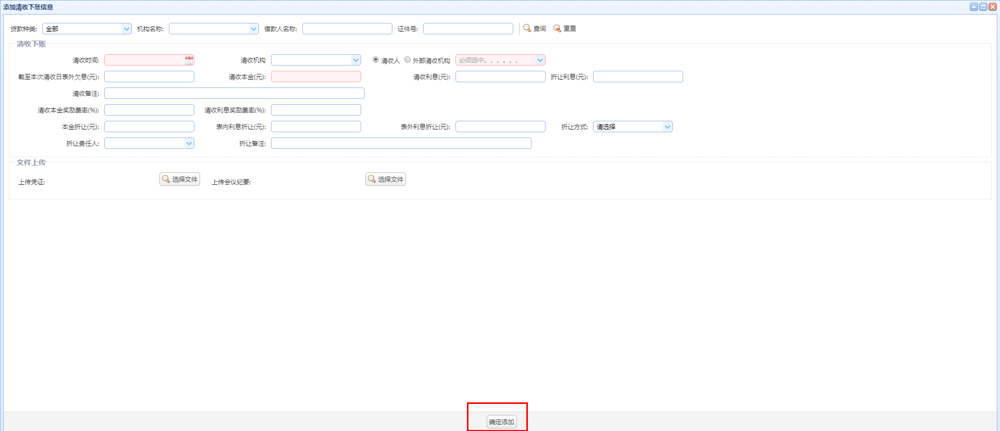 添加清收下账信息
贷款种类: 全部 机构名称: 借款人名称: 证件号: 查询 重置
清收下账
清收时间: 清收机构 清收人 外部清收机构 必须选中。。。。。。
截至本次清收日表外欠息(元): 清收本金(元): 清收利息(元): 折让利息(元):
清收备注:
清收本金奖励费率(%): 清收利息奖励费率(%):
本金折让(元): 表内利息折让(元): 表外利息折让(元): 折让方式: 请选择
折让责任人: 折让备注:
文件上传
上传凭证: 选择文件 上传会议纪要: 选择文件
确定添加